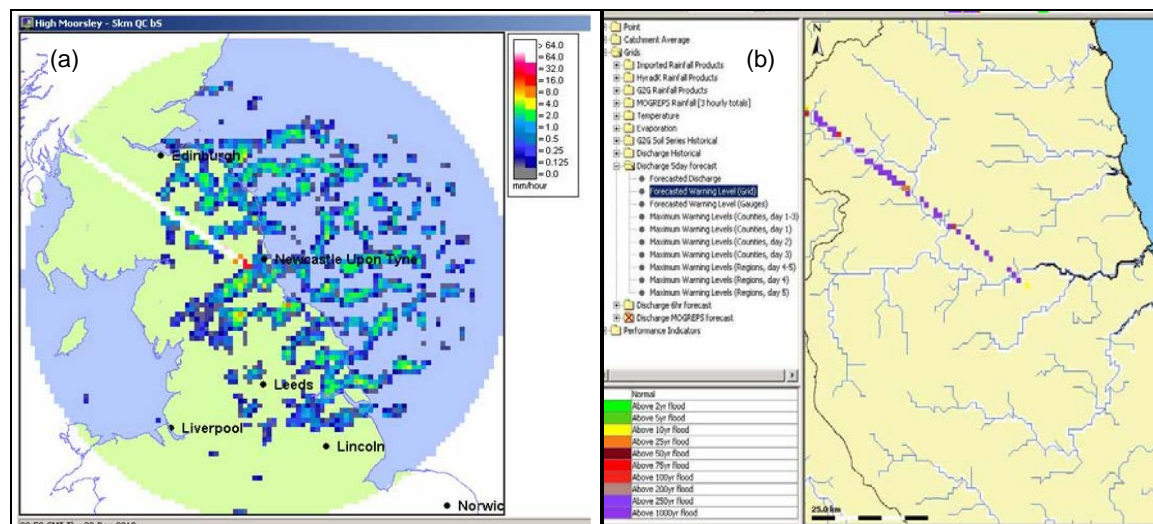 High Moorsley - 5km QC b5
(a)
> 64.0
= 64.0
= 32.0
= 16.0
= 8.0
= 4.0
= 2.0
= 1.0
= 0.5
= 0.25
= 0.125
= 0.0
mm/hour
Edinburgh
Newcastle Upon Tyne
Leeds
Liverpool
Lincoln
Norwic
(b)
Point
Catchment Average
Grids
Imported Rainfall Products
HyradK Rainfall Products
G2G Rainfall Products
MOGREPS Rainfall [3 hourly totals]
Temperature
Evaporation
G2G Soil Series Historical
Discharge Historical
Discharge 5day forecast
Forecasted Discharge
Forecasted Warning Level (Grid)
Forecasted Warning Level (Gauges)
Maximum Warning Levels (Counties, day 1-3)
Maximum Warning Levels (Counties, day 1)
Maximum Warning Levels (Counties, day 2)
Maximum Warning Levels (Counties, day 3)
Maximum Warning Levels (Regions, day 4-5)
Maximum Warning Levels (Regions, day 4)
Maximum Warning Levels (Regions, day 5)
Discharge 6hr forecast
Discharge MOGREPS forecast
Performance Indicators
Normal
Above 2yr flood
Above 5yr flood
Above 10yr flood
Above 25yr flood
Above 50yr flood
Above 75yr flood
Above 100yr flood
Above 200yr flood
Above 250yr flood
Above 1000yr flood
N
25.0 km